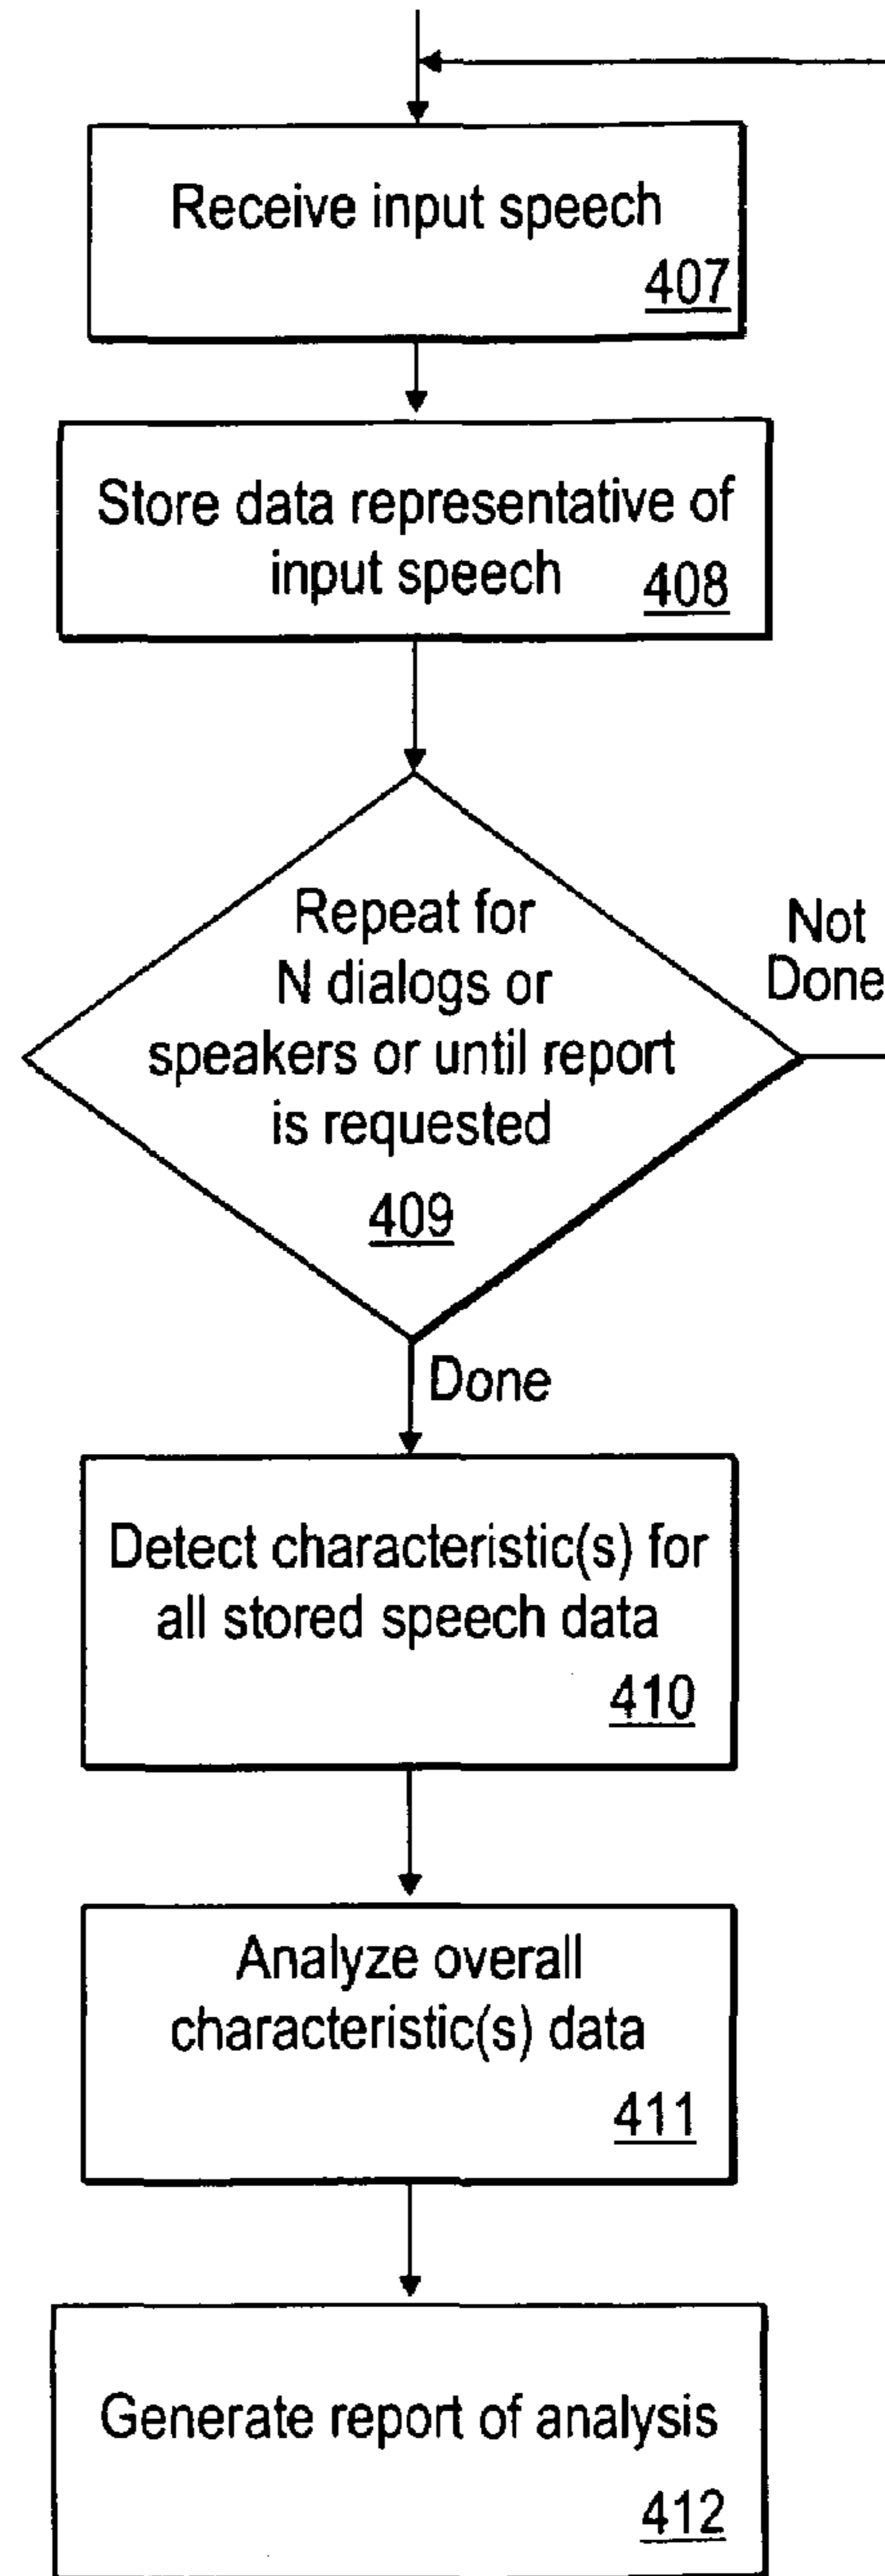 Receive input speech
407
Store data representative of
input speech 408
Repeat for
N dialogs or
speakers or until report
is requested
409
Not
Done
Done
Detect characteristic(s) for
all stored speech data
410
Analyze overall
characteristic(s) data
411
Generate report of analysis
412